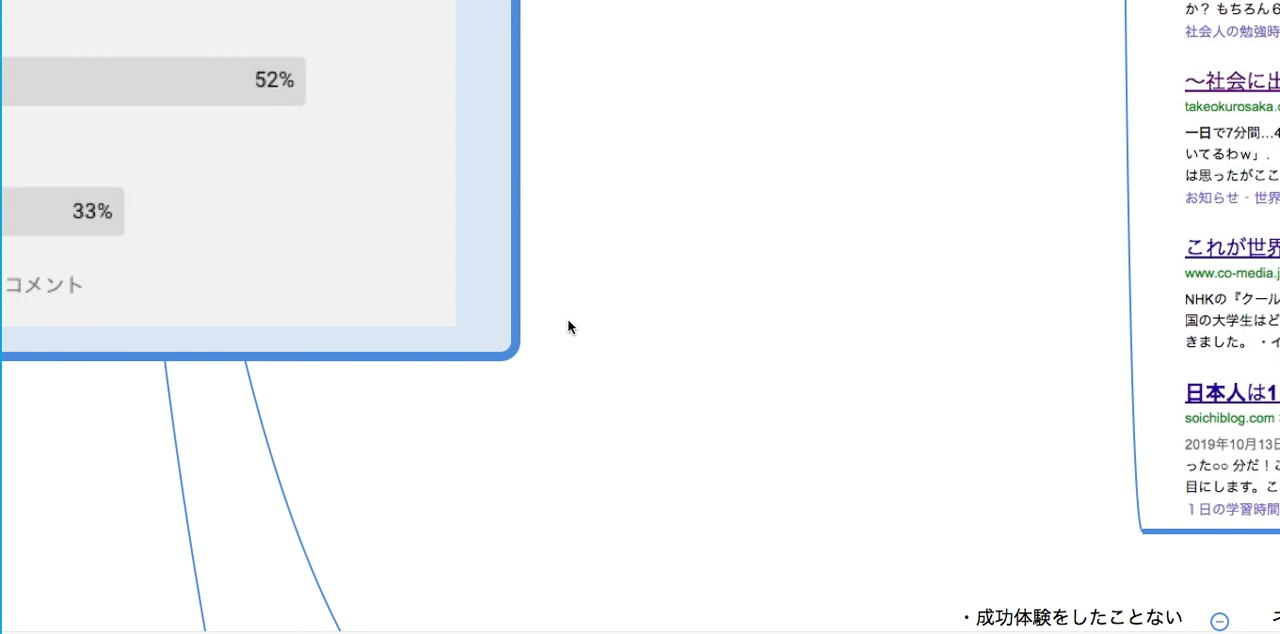 52%
33%
コメント
か？ もちろん６
社会人の勉強時
～社会に出
takeokurosaka.c
一日で7分間…4
いてるわｗ」.
は思ったがここ
お知らせ - 世界
これが世界
www.co-media.j
NHKの『クール
国の大学生はど
きました。 ・イ
日本人は1
soichiblog.com
2019年10月13日
った○○ 分だ！こ
目にします。こ
１日の学習時間
・成功体験をしたことない